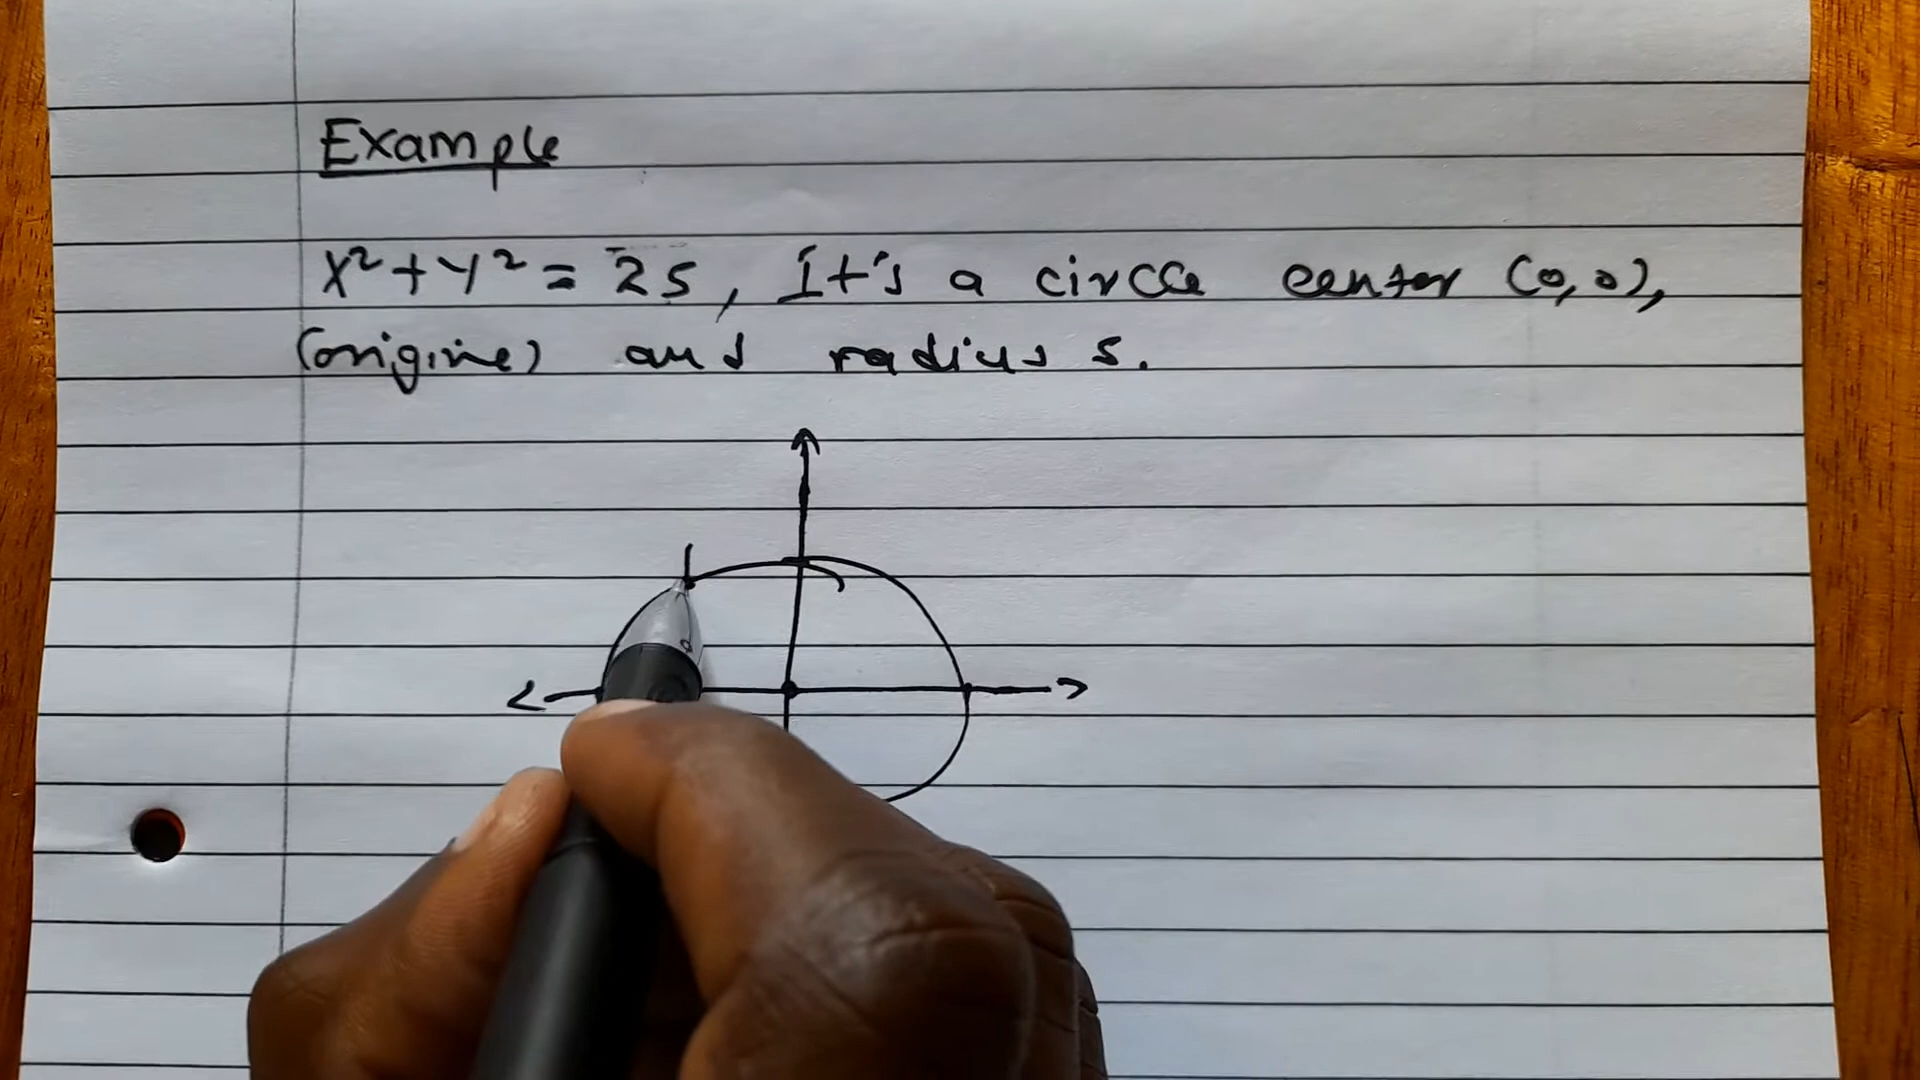 Example
x² + y² = 25, It's a circle center (0,0),
(origine) and radius 5.